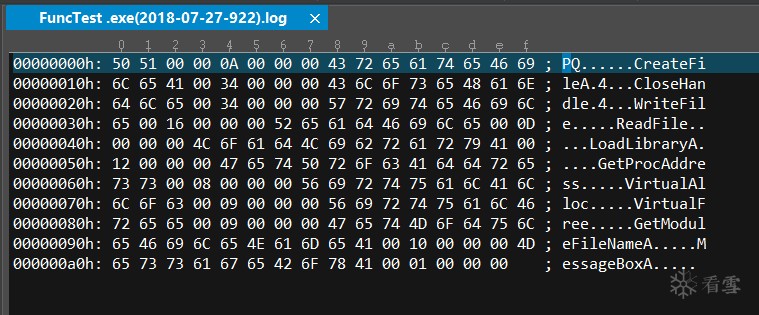 FuncTest .exe(2018-07-27-922).log ×
0 1 2 3 4 5 6 7 8 9 a b c d e f
00000000h: 50 51 00 00 0A 00 00 00 43 72 65 61 74 65 46 69 ; PQ......CreateFi
00000010h: 6C 65 41 00 34 00 00 00 43 6C 6F 73 65 48 61 6E ; leA.4...CloseHan
00000020h: 64 6C 65 00 34 00 00 00 57 72 69 74 65 46 69 6C ; dle.4...WriteFil
00000030h: 65 00 16 00 00 00 52 65 61 64 46 69 6C 65 00 0D ; e.....ReadFile..
00000040h: 00 00 00 4C 6F 61 64 4C 69 62 72 61 72 79 41 00 ; ...LoadLibraryA.
00000050h: 12 00 00 00 47 65 74 50 72 6F 63 41 64 64 72 65 ; ....GetProcAddre
00000060h: 73 73 00 08 00 00 00 56 69 72 74 75 61 6C 41 6C ; ss.....VirtualAl
00000070h: 6C 6F 63 00 09 00 00 00 56 69 72 74 75 61 6C 46 ; loc.....VirtualF
00000080h: 72 65 65 00 09 00 00 00 47 65 74 4D 6F 64 75 6C ; ree.....GetModul
00000090h: 65 46 69 6C 65 4E 61 6D 65 41 00 10 00 00 00 4D ; eFileNameA.....M
000000a0h: 65 73 73 61 67 65 42 6F 78 41 00 01 00 00 00 ; essageBoxA.....
看雪